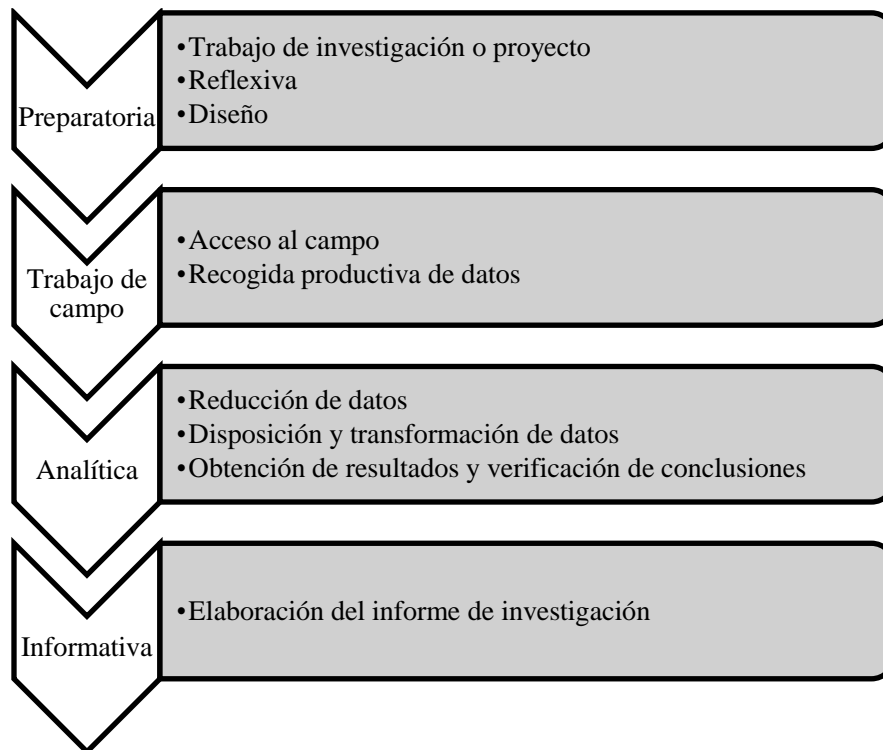 Preparatoria
•Trabajo de investigación o proyecto
•Reflexiva
•Diseño
Trabajo de
campo
•Acceso al campo
•Recogida productiva de datos
Analítica
•Reducción de datos
•Disposición y transformación de datos
•Obtención de resultados y verificación de conclusiones
Informativa
•Elaboración del informe de investigación